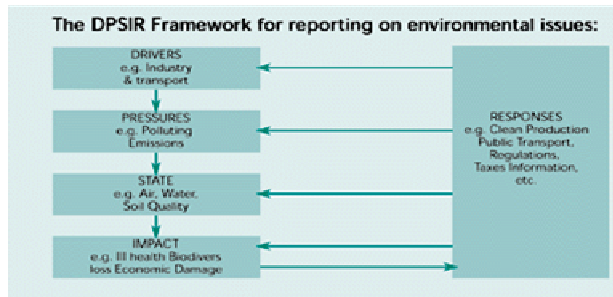 The DPSIR Framework for reporting on environmental issues:
DRIVERS
e.g. Industry
& transport
PRESSURES
e.g. Polluting
Emissions
STATE
e.g. Air, Water,
Soil Quality
IMPACT
e.g. Ill health Biodivers
loss Economic Damage
RESPONSES
e.g. Clean Production
Public Transport,
Regulations,
Taxes Information,
etc.